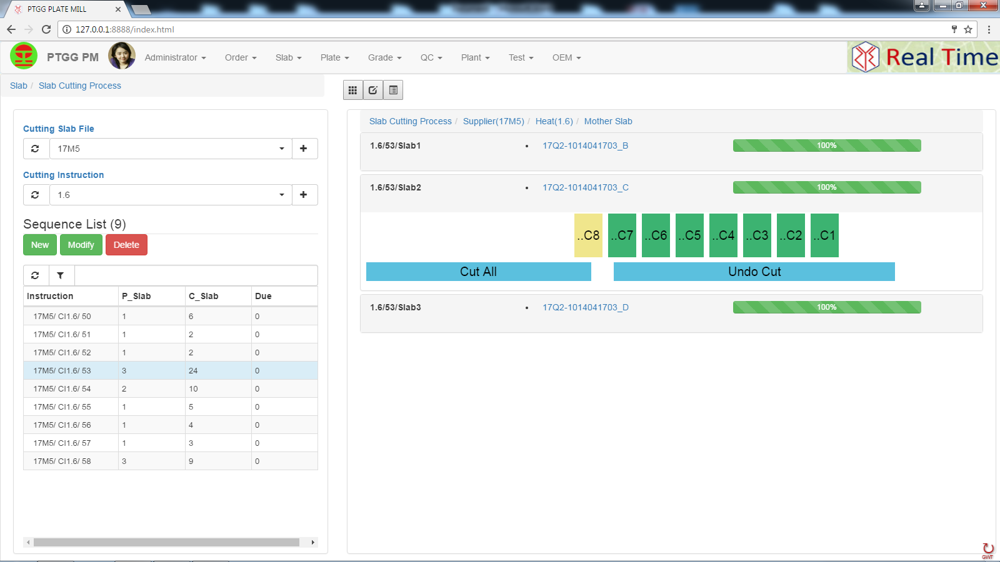 PTGG PLATE MILL
127.0.0.1:8888/index.html
PTGG PM Administrator Order Slab Plate Grade QC Plant Test OEM Real Time
Slab / Slab Cutting Process
Cutting Slab File
17M5
Cutting Instruction
1.6
Sequence List (9)
New Modify Delete
Instruction P_Slab C_Slab Due
17M5/ CI1.6/ 50 1 6 0
17M5/ CI1.6/ 51 1 2 0
17M5/ CI1.6/ 52 1 2 0
17M5/ CI1.6/ 53 3 24 0
17M5/ CI1.6/ 54 2 10 0
17M5/ CI1.6/ 55 1 5 0
17M5/ CI1.6/ 56 1 4 0
17M5/ CI1.6/ 57 1 3 0
17M5/ CI1.6/ 58 3 9 0
Slab Cutting Process / Supplier(17M5) / Heat(1.6) / Mother Slab
1.6/53/Slab1 • 17Q2-1014041703_B 100%
1.6/53/Slab2 • 17Q2-1014041703_C 100%
..C8 ..C7 ..C6 ..C5 ..C4 ..C3 ..C2 ..C1
Cut All Undo Cut
1.6/53/Slab3 • 17Q2-1014041703_D 100%
GWT